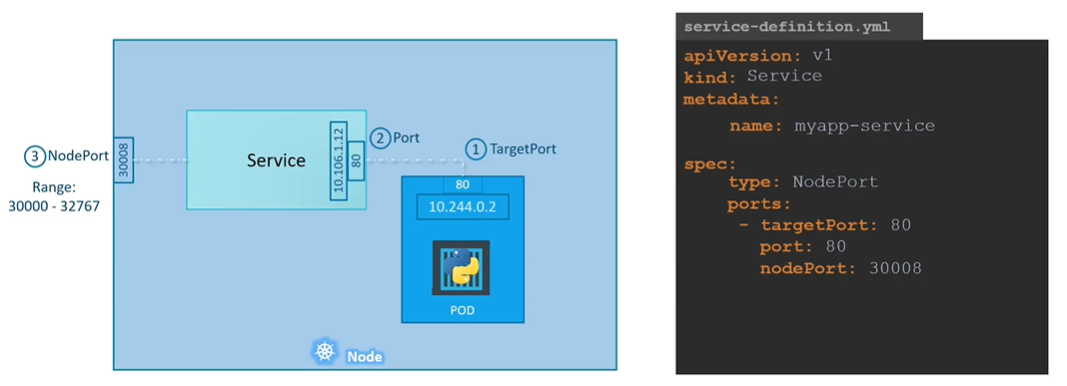 3 NodePort
Range:
30000 - 32767
30008
Service
10.106.1.12
80
2 Port
1 TargetPort
80
10.244.0.2
POD
Node
service-definition.yml
apiVersion: v1
kind: Service
metadata:
name: myapp-service
spec:
type: NodePort
ports:
- targetPort: 80
port: 80
nodePort: 30008